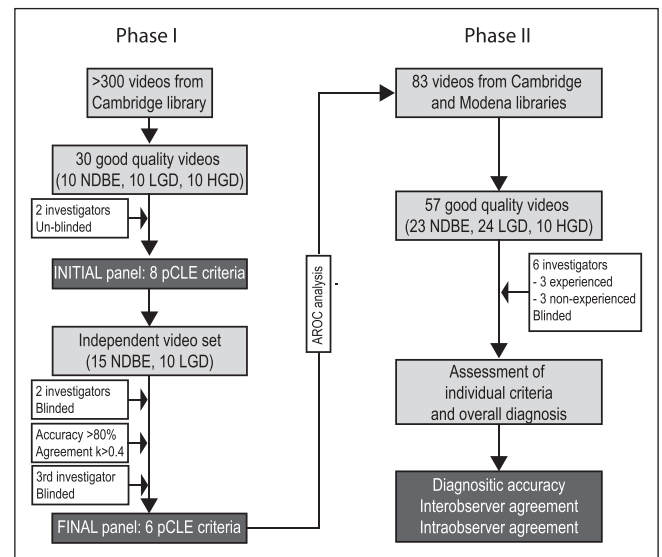 Phase I
>300 videos from
Cambridge library
30 good quality videos
(10 NDBE, 10 LGD, 10 HGD)
2 investigators
Un-blinded
INITIAL panel: 8 pCLE criteria
Independent video set
(15 NDBE, 10 LGD)
2 investigators
Blinded
Accuracy >80%
Agreement k>0.4
3rd investigator
Blinded
FINAL panel: 6 pCLE criteria
AROC analysis
Phase II
83 videos from Cambridge
and Modena libraries
57 good quality videos
(23 NDBE, 24 LGD, 10 HGD)
6 investigators
- 3 experienced
- 3 non-experienced
Blinded
Assessment of
individual criteria
and overall diagnosis
Diagnositic accuracy
Interobserver agreement
Intraobserver agreement